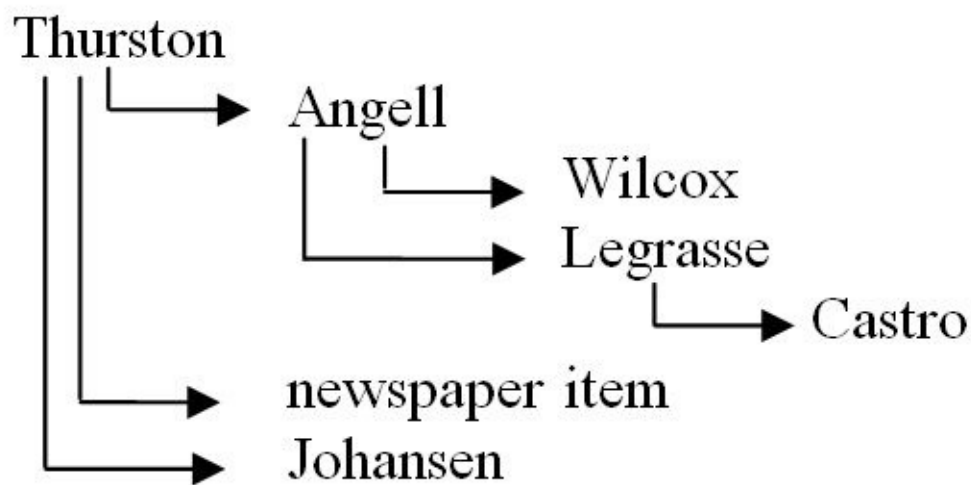 Thurston
Angell
Wilcox
Legrasse
Castro
newspaper item
Johansen